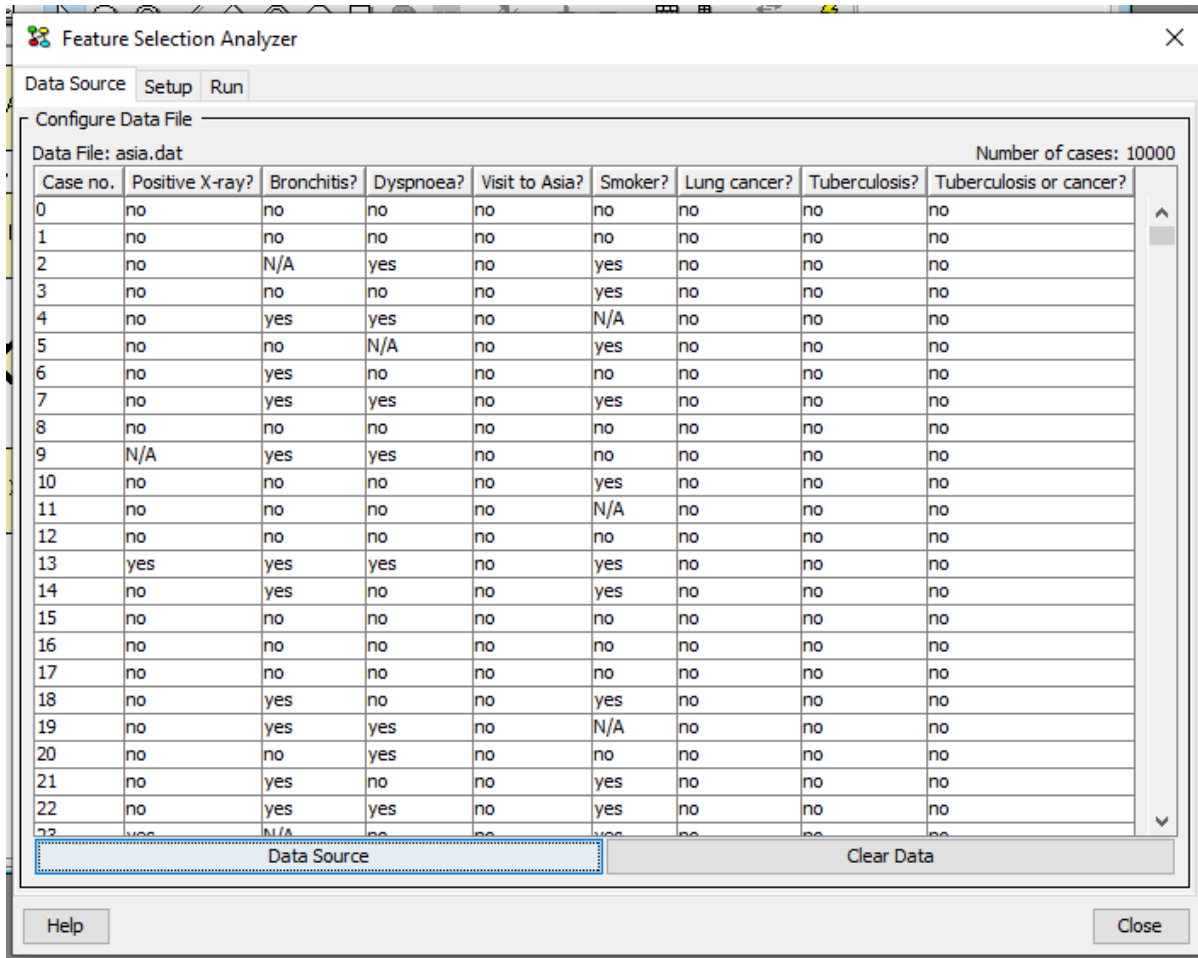 Feature Selection Analyzer
Data Source Setup Run
Configure Data File
Data File: asia.dat Number of cases: 10000
Case no. Positive X-ray? Bronchitis? Dyspnoea? Visit to Asia? Smoker? Lung cancer? Tuberculosis? Tuberculosis or cancer?
0 no no no no no no no no
1 no no no no no no no no
2 no N/A yes no yes no no no
3 no no no no yes no no no
4 no yes yes no N/A no no no
5 no no N/A no yes no no no
6 no yes no no no no no no
7 no yes yes no yes no no no
8 no no no no no no no no
9 N/A yes yes no no no no no
10 no no no no yes no no no
11 no no no no N/A no no no
12 no no no no no no no no
13 yes yes yes no yes no no no
14 no yes no no yes no no no
15 no no no no no no no no
16 no no no no no no no no
17 no no no no no no no no
18 no yes no no yes no no no
19 no yes yes no N/A no no no
20 no no yes no no no no no
21 no yes no no yes no no no
22 no yes yes no yes no no no
23 yes N/A no no yes no no no
Data Source Clear Data
Help Close